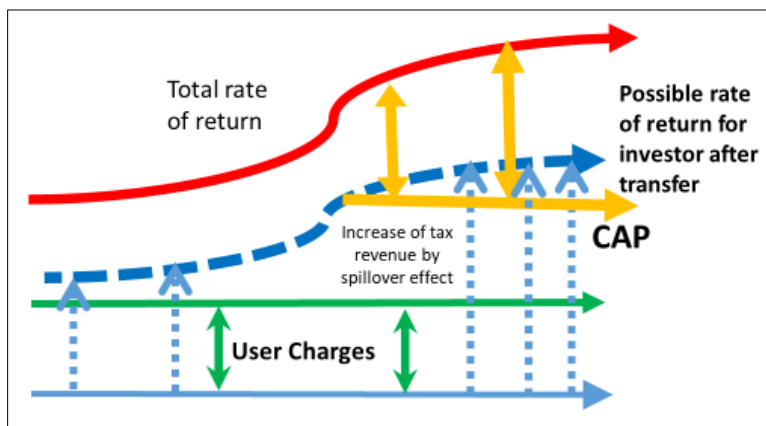 Total rate
of return
Possible rate
of return for
investor after
transfer
CAP
Increase of tax
revenue by
spillover effect
User Charges